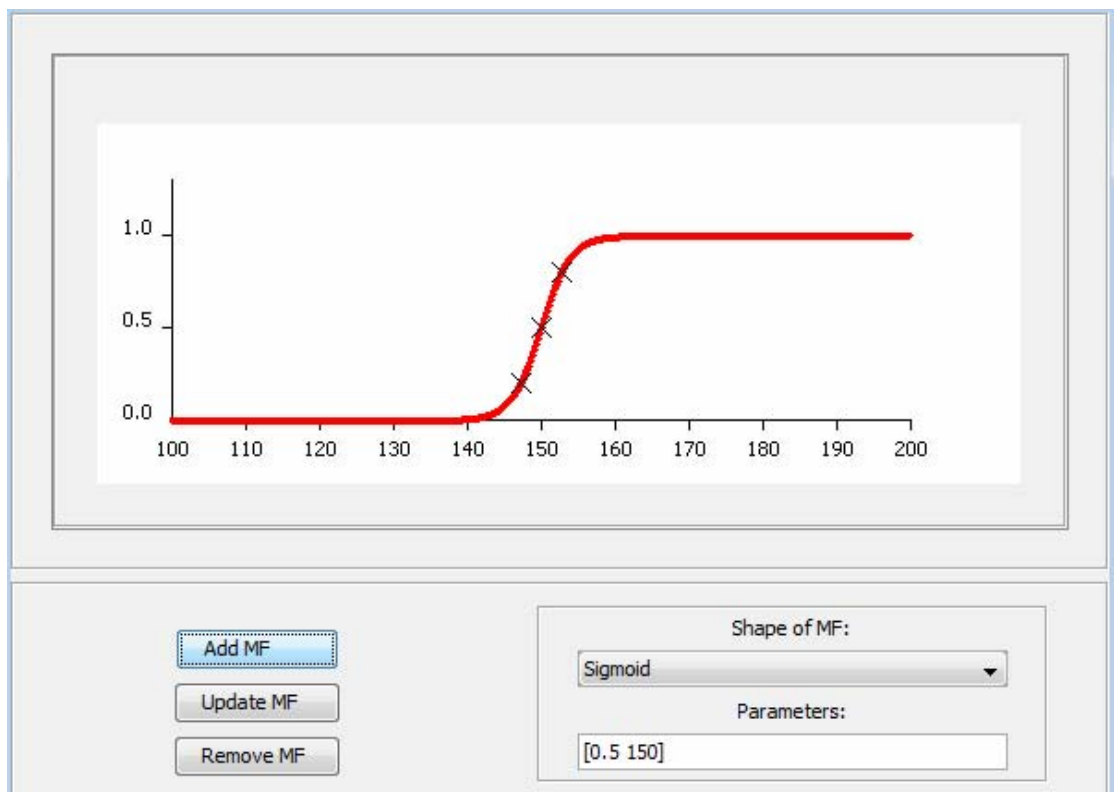 1.0
0.5
0.0
100 110 120 130 140 150 160 170 180 190 200
Add MF
Update MF
Remove MF
Shape of MF:
Sigmoid
Parameters:
[0.5 150]